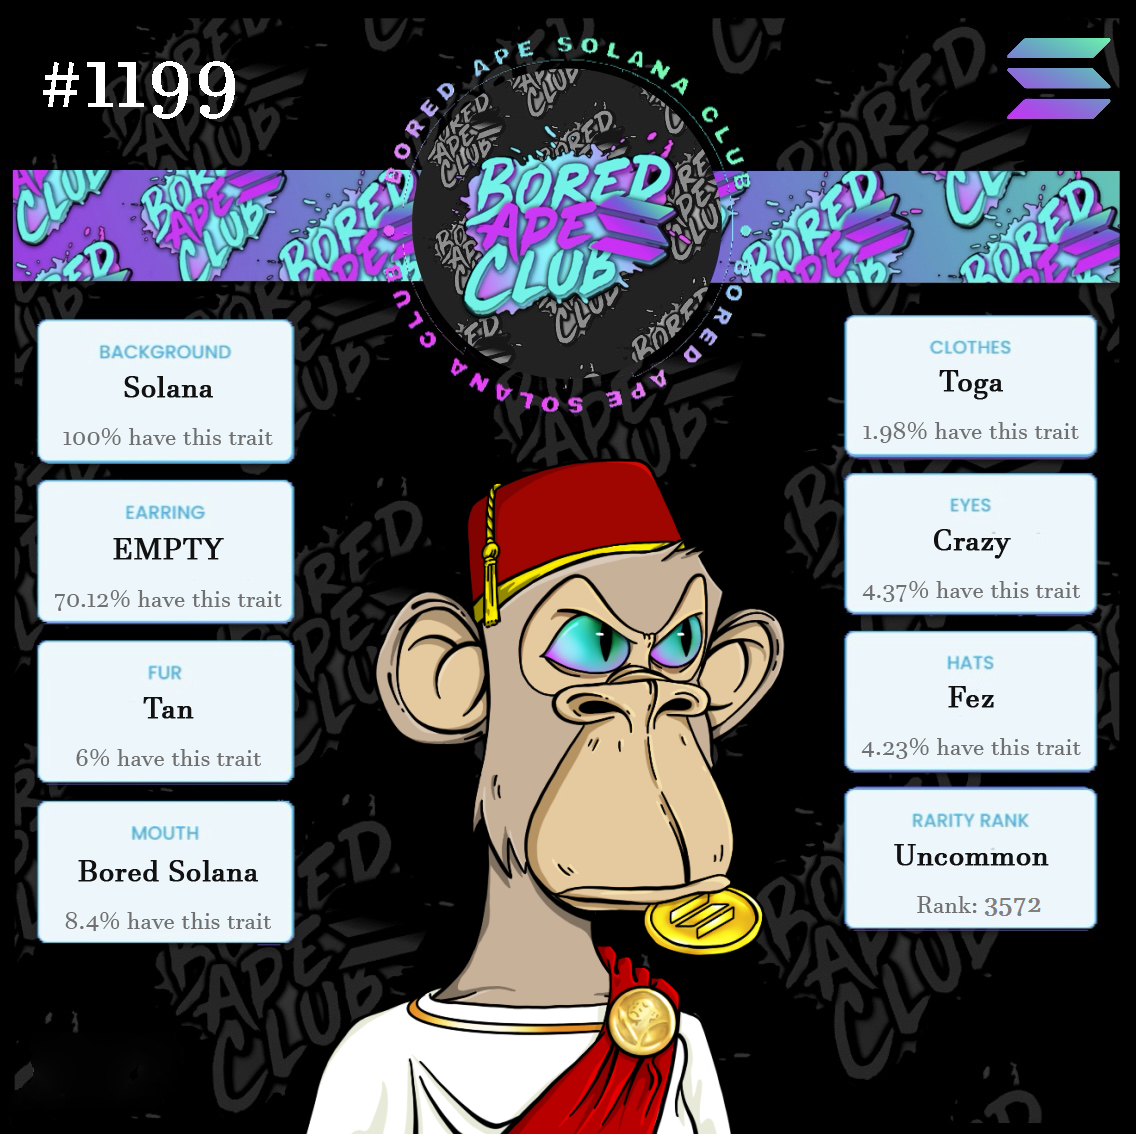 #1199
BORED APE SOLANA CLUB
BORED APE SOLANA CLUB
BORED
APE
CLUB
BACKGROUND
Solana
100% have this trait
EARRING
EMPTY
70.12% have this trait
FUR
Tan
6% have this trait
MOUTH
Bored Solana
8.4% have this trait
CLOTHES
Toga
1.98% have this trait
EYES
Crazy
4.37% have this trait
HATS
Fez
4.23% have this trait
RARITY RANK
Uncommon
Rank: 3572